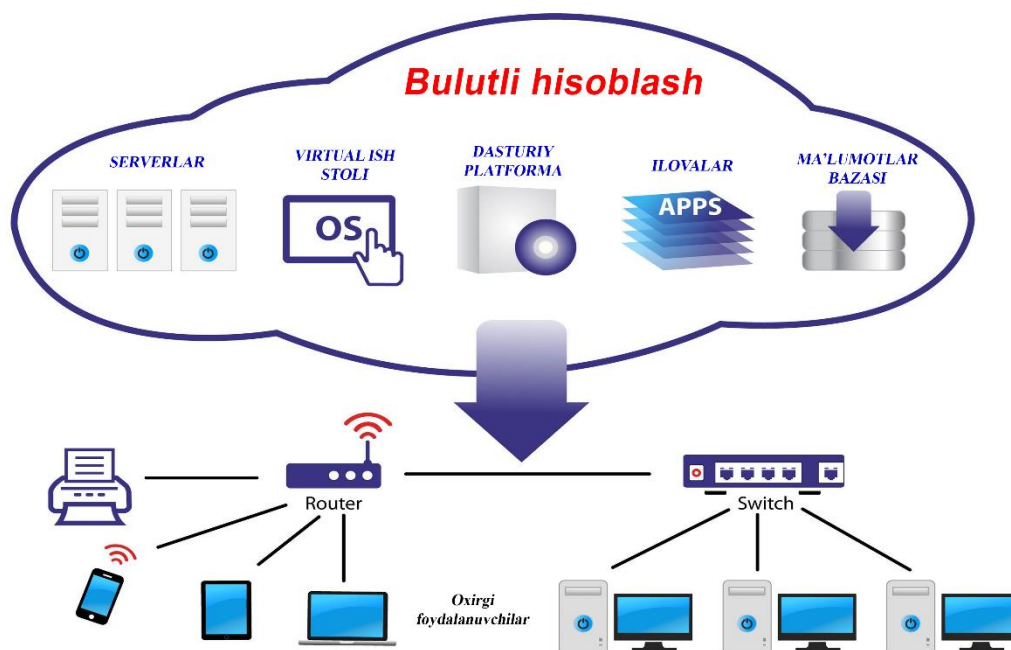 Bulutli hisoblash
SERVERLAR
VIRTUAL ISH
STOLI
DASTURIY
PLATFORMA
ILOVALAR
MA'LUMOTLAR
BAZASI
OS
APPS
Router
Switch
Oxirgi
foydalanuvchilar